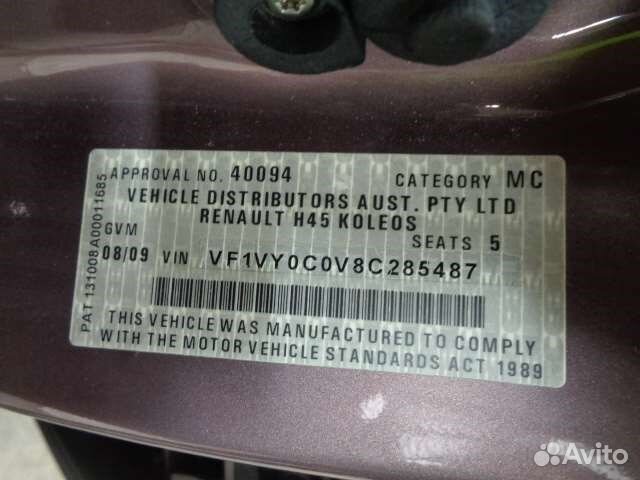 PAT 131008A00011685
APPROVAL NO. 40094 CATEGORY MC
VEHICLE DISTRIBUTORS AUST. PTY LTD
RENAULT H45 KOLEOS
GVM SEATS 5
08/09 VIN VF1VY0C0V8C285487
THIS VEHICLE WAS MANUFACTURED TO COMPLY
WITH THE MOTOR VEHICLE STANDARDS ACT 1989
Avito